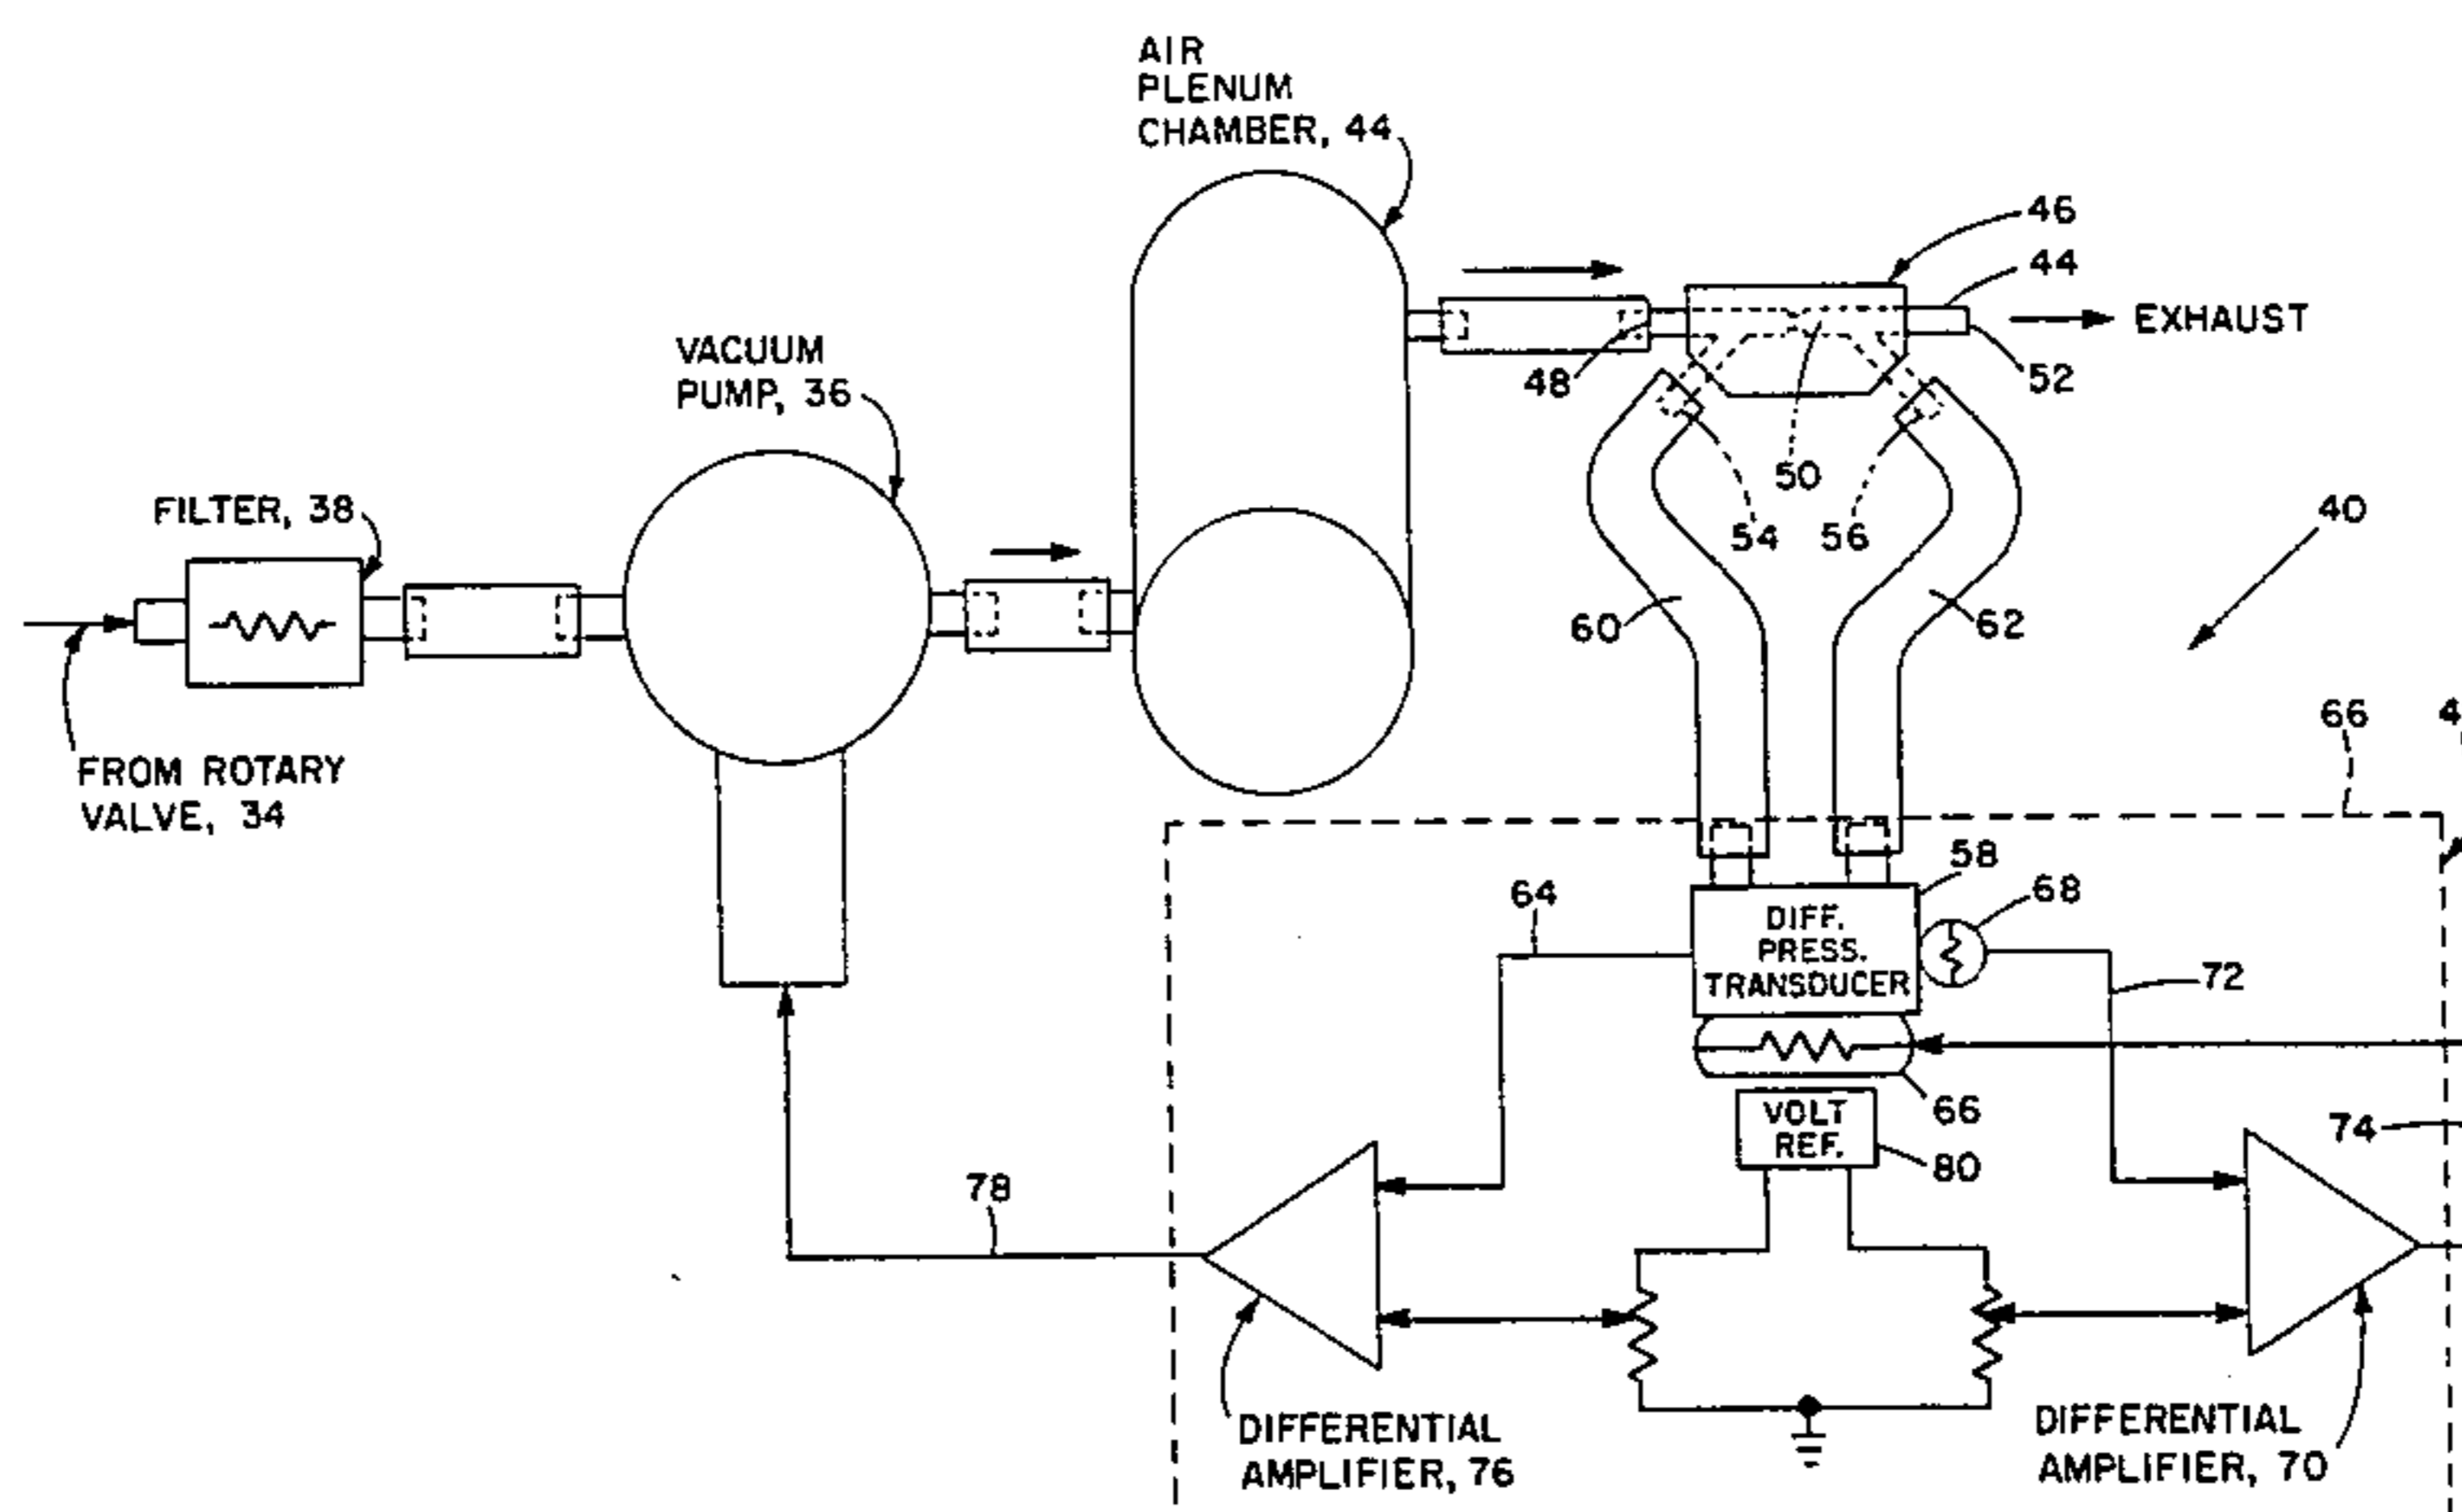 AIR
PLENUM
CHAMBER, 44
46
44
EXHAUST
VACUUM
PUMP, 36
48
52
50
FILTER, 38
54
56
40
60
62
FROM ROTARY
VALVE, 34
66
4
58
64
68
DIFF.
PRESS.
TRANSDUCER
72
66
VOLT
REF.
80
74
78
DIFFERENTIAL
AMPLIFIER, 76
DIFFERENTIAL
AMPLIFIER, 70